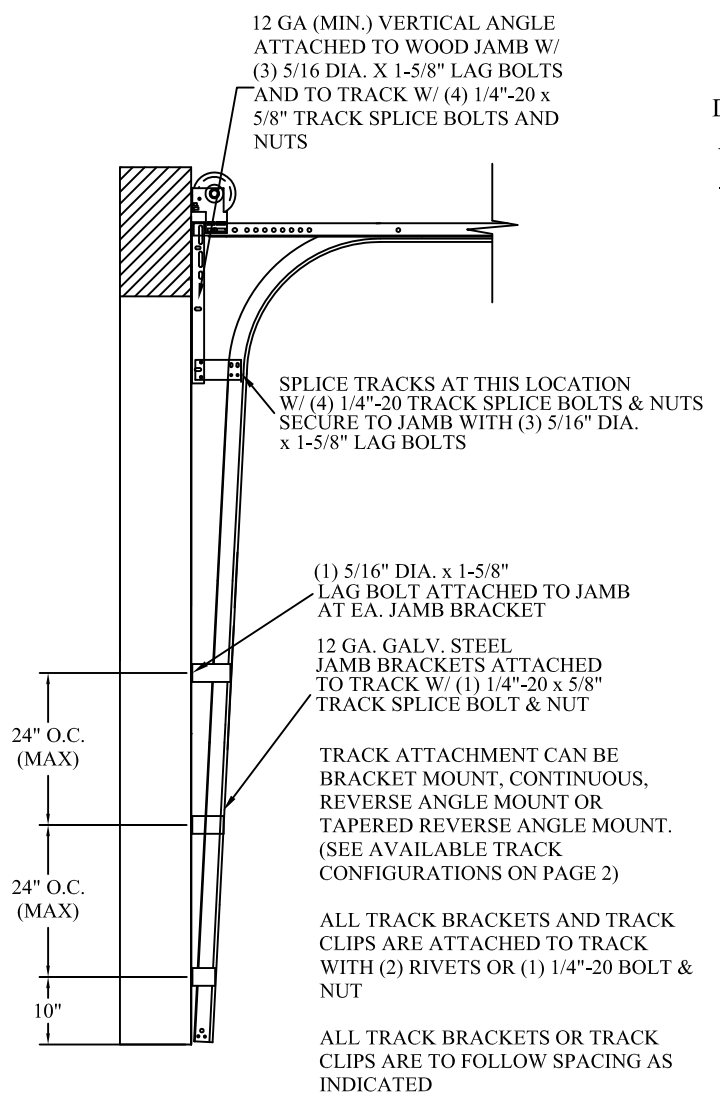 12 GA (MIN.) VERTICAL ANGLE
ATTACHED TO WOOD JAMB W/
(3) 5/16 DIA. X 1-5/8" LAG BOLTS
AND TO TRACK W/ (4) 1/4"-20 x
5/8" TRACK SPLICE BOLTS AND
NUTS
SPLICE TRACKS AT THIS LOCATION
W/ (4) 1/4"-20 TRACK SPLICE BOLTS & NUTS
SECURE TO JAMB WITH (3) 5/16" DIA.
x 1-5/8" LAG BOLTS
(1) 5/16" DIA. x 1-5/8"
LAG BOLT ATTACHED TO JAMB
AT EA. JAMB BRACKET
12 GA. GALV. STEEL
JAMB BRACKETS ATTACHED
TO TRACK W/ (1) 1/4"-20 x 5/8"
TRACK SPLICE BOLT & NUT
24" O.C.
(MAX)
TRACK ATTACHMENT CAN BE
BRACKET MOUNT, CONTINUOUS,
REVERSE ANGLE MOUNT OR
TAPERED REVERSE ANGLE MOUNT.
(SEE AVAILABLE TRACK
CONFIGURATIONS ON PAGE 2)
24" O.C.
(MAX)
ALL TRACK BRACKETS AND TRACK
CLIPS ARE ATTACHED TO TRACK
WITH (2) RIVETS OR (1) 1/4"-20 BOLT &
NUT
10"
ALL TRACK BRACKETS OR TRACK
CLIPS ARE TO FOLLOW SPACING AS
INDICATED